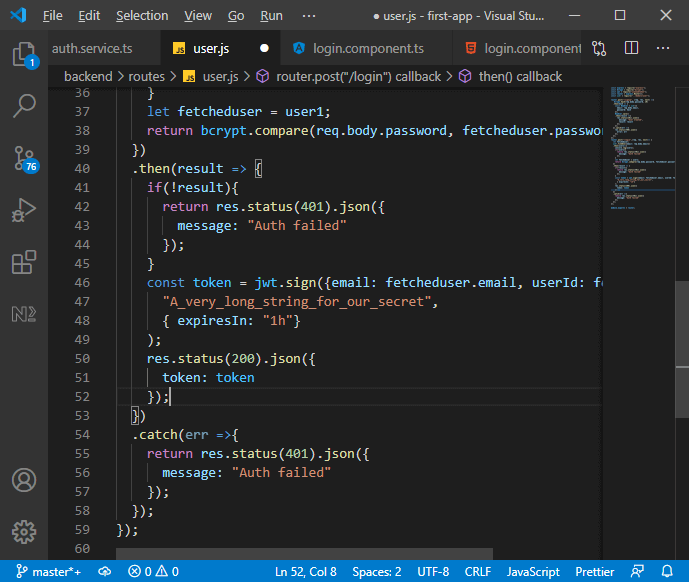 File Edit Selection View Go Run ··· ● user.js - first-app - Visual Stu...
auth.service.ts JS user.js ● login.component.ts login.component
backend > routes > JS user.js > router.post("/login") callback > then() callback
36 }
37 let fetcheduser = user1;
38 return bcrypt.compare(req.body.password, fetcheduser.passwo
39 })
40 .then(result => {
41 if(!result){
42 return res.status(401).json({
43 message: "Auth failed"
44 });
45 }
46 const token = jwt.sign({email: fetcheduser.email, userId: fe
47 "A_very_long_string_for_our_secret",
48 { expiresIn: "1h"}
49 );
50 res.status(200).json({
51 token: token
52 });
53 })
54 .catch(err =>{
55 return res.status(401).json({
56 message: "Auth failed"
57 });
58 });
59 });
60
1
76
master*+ 0 0 Ln 52, Col 8 Spaces: 2 UTF-8 CRLF JavaScript Prettier